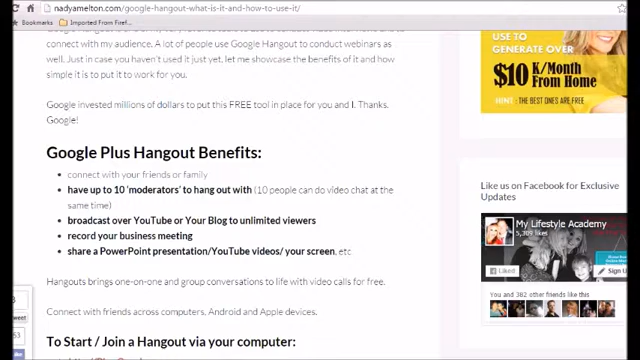 nadyamelton.com/google-hangout-what-is-it-and-how-to-use-it/
Bookmarks
Imported From Firef...
connect with my audience. A lot of people use Google Hangout to conduct webinars as
well. Just in case you haven't used it just yet, let me showcase the benefits of it and how
simple it is to put it to work for you.
Google invested millions of dollars to put this FREE tool in place for you and I. Thanks.
Google!
Google Plus Hangout Benefits:
connect with your friends or family
have up to 10 'moderators' to hang out with (10 people can do video chat at the
same time)
broadcast over YouTube or Your Blog to unlimited viewers
record your business meeting
share a PowerPoint presentation/YouTube videos/ your screen, etc
Hangouts brings one-on-one and group conversations to life with video calls for free.
Connect with friends across computers, Android and Apple devices.
To Start / Join a Hangout via your computer:
USE TO
TO GENERATE OVER
$10 K/Month
From Home
HINT: THE BEST ONES ARE FREE
Like us on Facebook for Exclusive
Updates
My Lifestyle Academy
5,309 likes
Liked
Sign U
You and 382 other friends like this
tweet
53